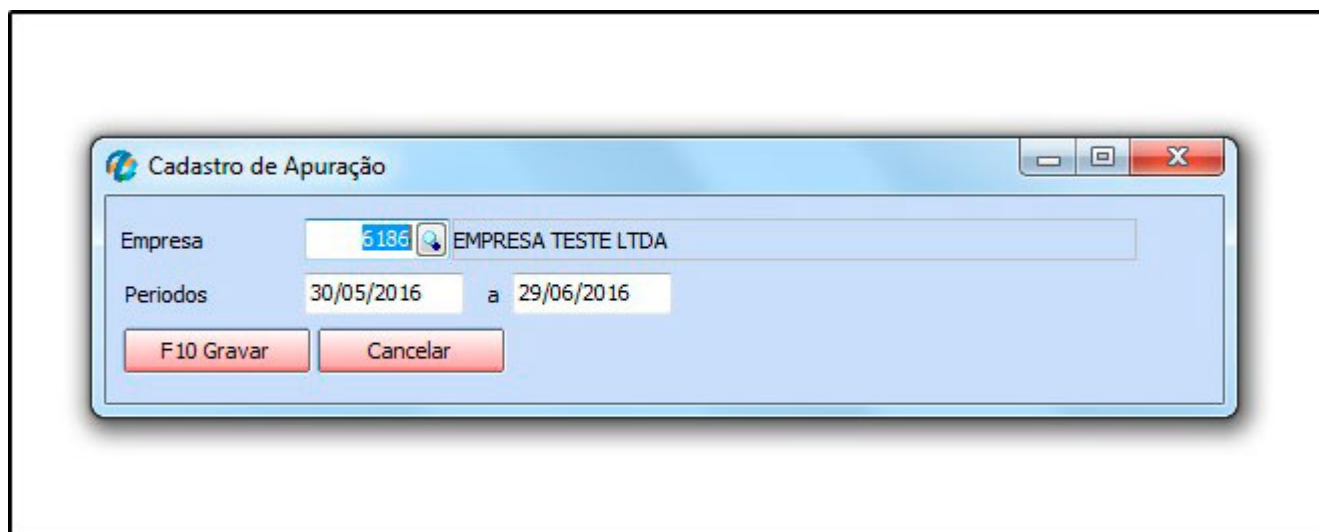 Cadastro de Apuração
Empresa 6186 EMPRESA TESTE LTDA
Periodos 30/05/2016 a 29/06/2016
F10 Gravar Cancelar